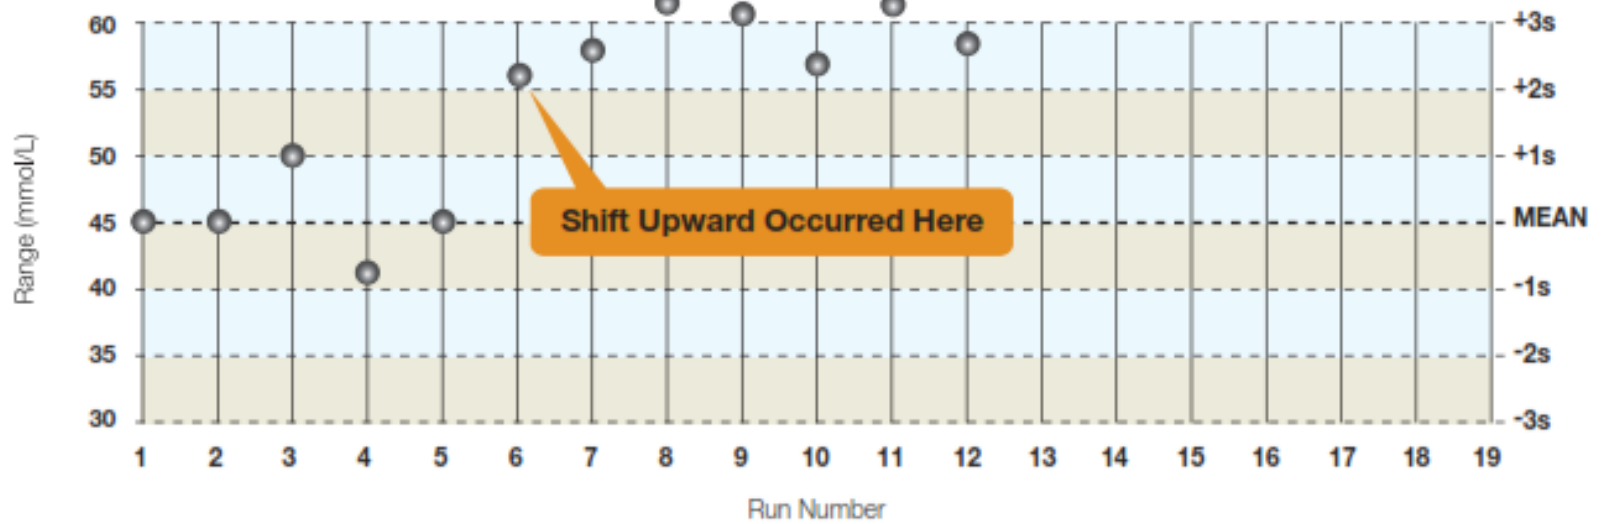 60
+3s
55
+2s
50
+1s
45
Shift Upward Occurred Here
MEAN
40
-1s
35
-2s
30
-3s
1 2 3 4 5 6 7 8 9 10 11 12 13 14 15 16 17 18 19
Range (mmol/L)
Run Number